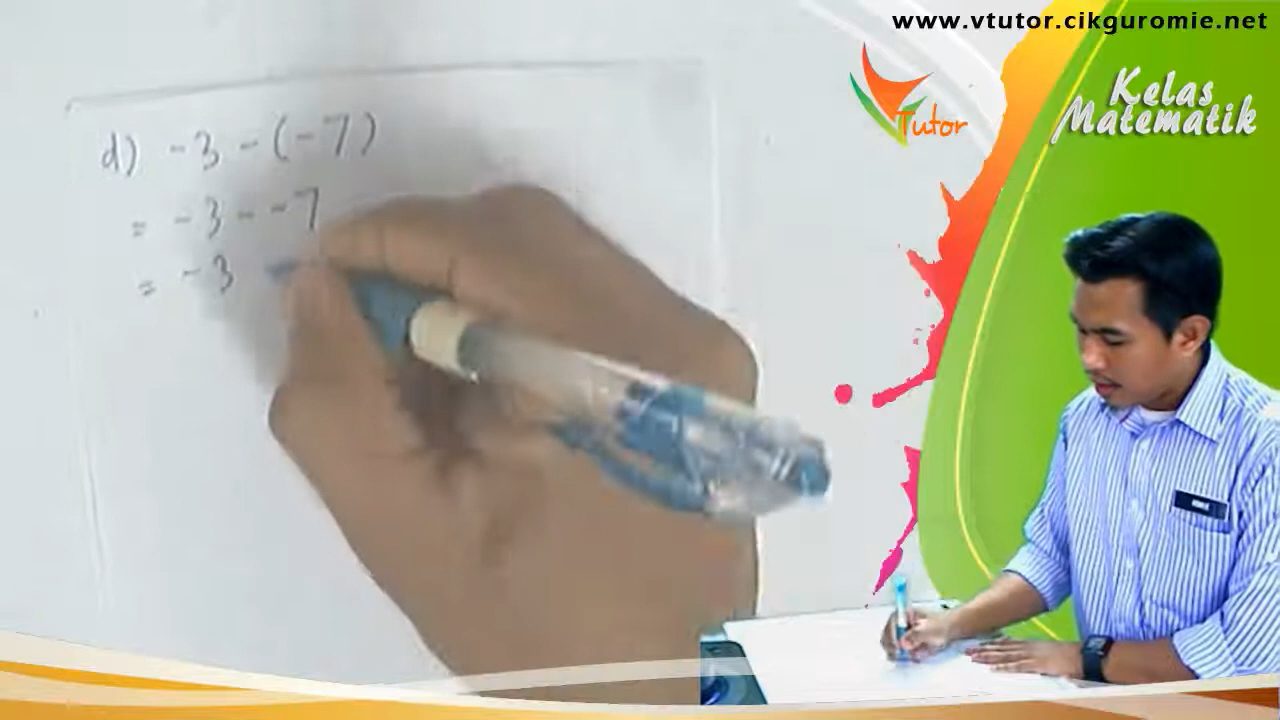 www.vtutor.cikguromie.net
Tutor
Kelas
Matematik
d) -3 - (-7)
= -3 - -7
= -3